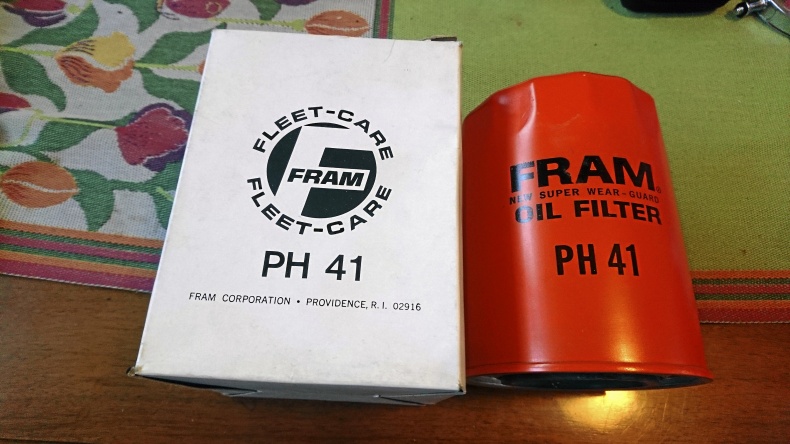 FLEET-CARE
FRAM
FLEET-CARE
PH 41
FRAM CORPORATION • PROVIDENCE, R. I. 02916
FRAM®
NEW SUPER WEAR-GUARD
OIL FILTER
PH 41